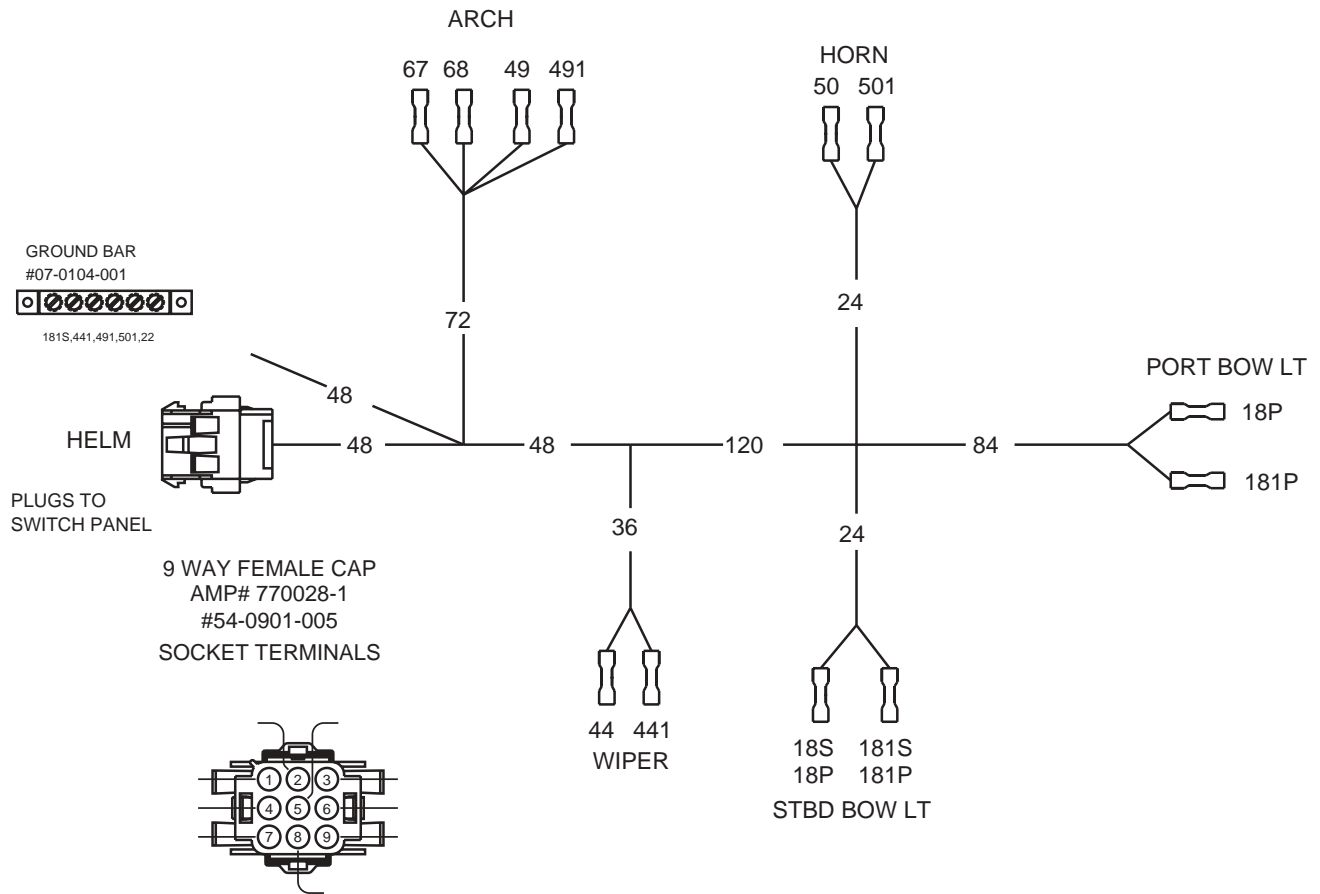 ARCH
67 68 49 491
HORN
50 501
GROUND BAR
#07-0104-001
181S,441,491,501,22
72
24
48
PORT BOW LT
18P
HELM
48
48
120
84
181P
PLUGS TO
SWITCH PANEL
36
24
9 WAY FEMALE CAP
AMP# 770028-1
#54-0901-005
SOCKET TERMINALS
44 441
WIPER
18S 181S
18P 181P
STBD BOW LT
1 2 3
4 5 6
7 8 9